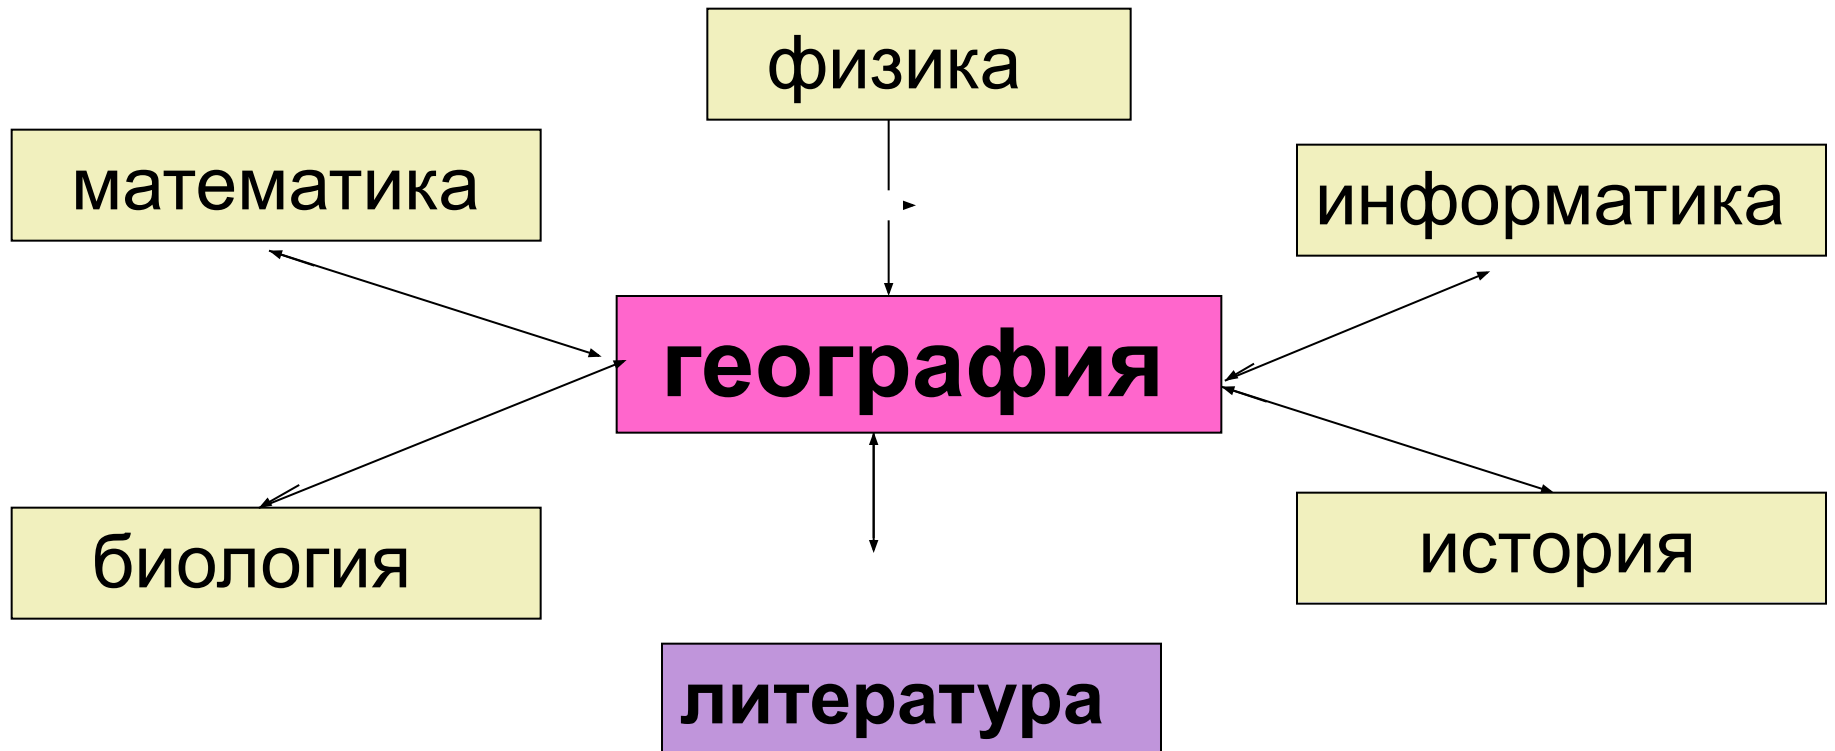 физика
математика
информатика
география
биология
история
литература